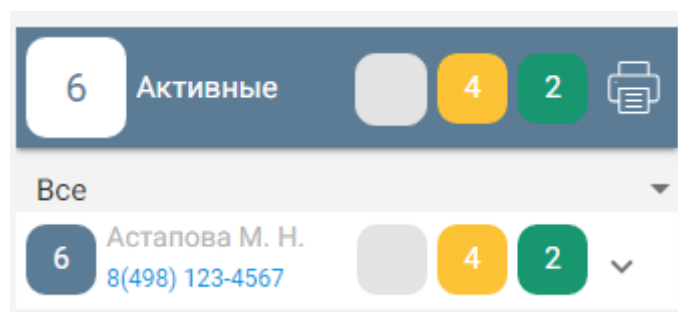 6 Активные 4 2
Все
6 Астапова М. Н. 4 2
8(498) 123-4567